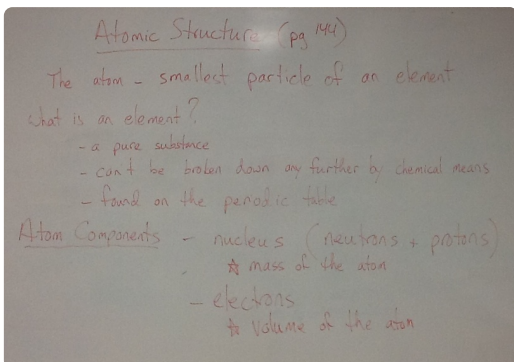 Atomic Structure (pg 144)
The atom - smallest particle of an element
what is an element?
- a pure substance
- can't be broken down any further by chemical means
- found on the periodic table
Atom Components - nucleus (neutrons + protons)
☆ mass of the atom
- electrons
☆ volume of the atom